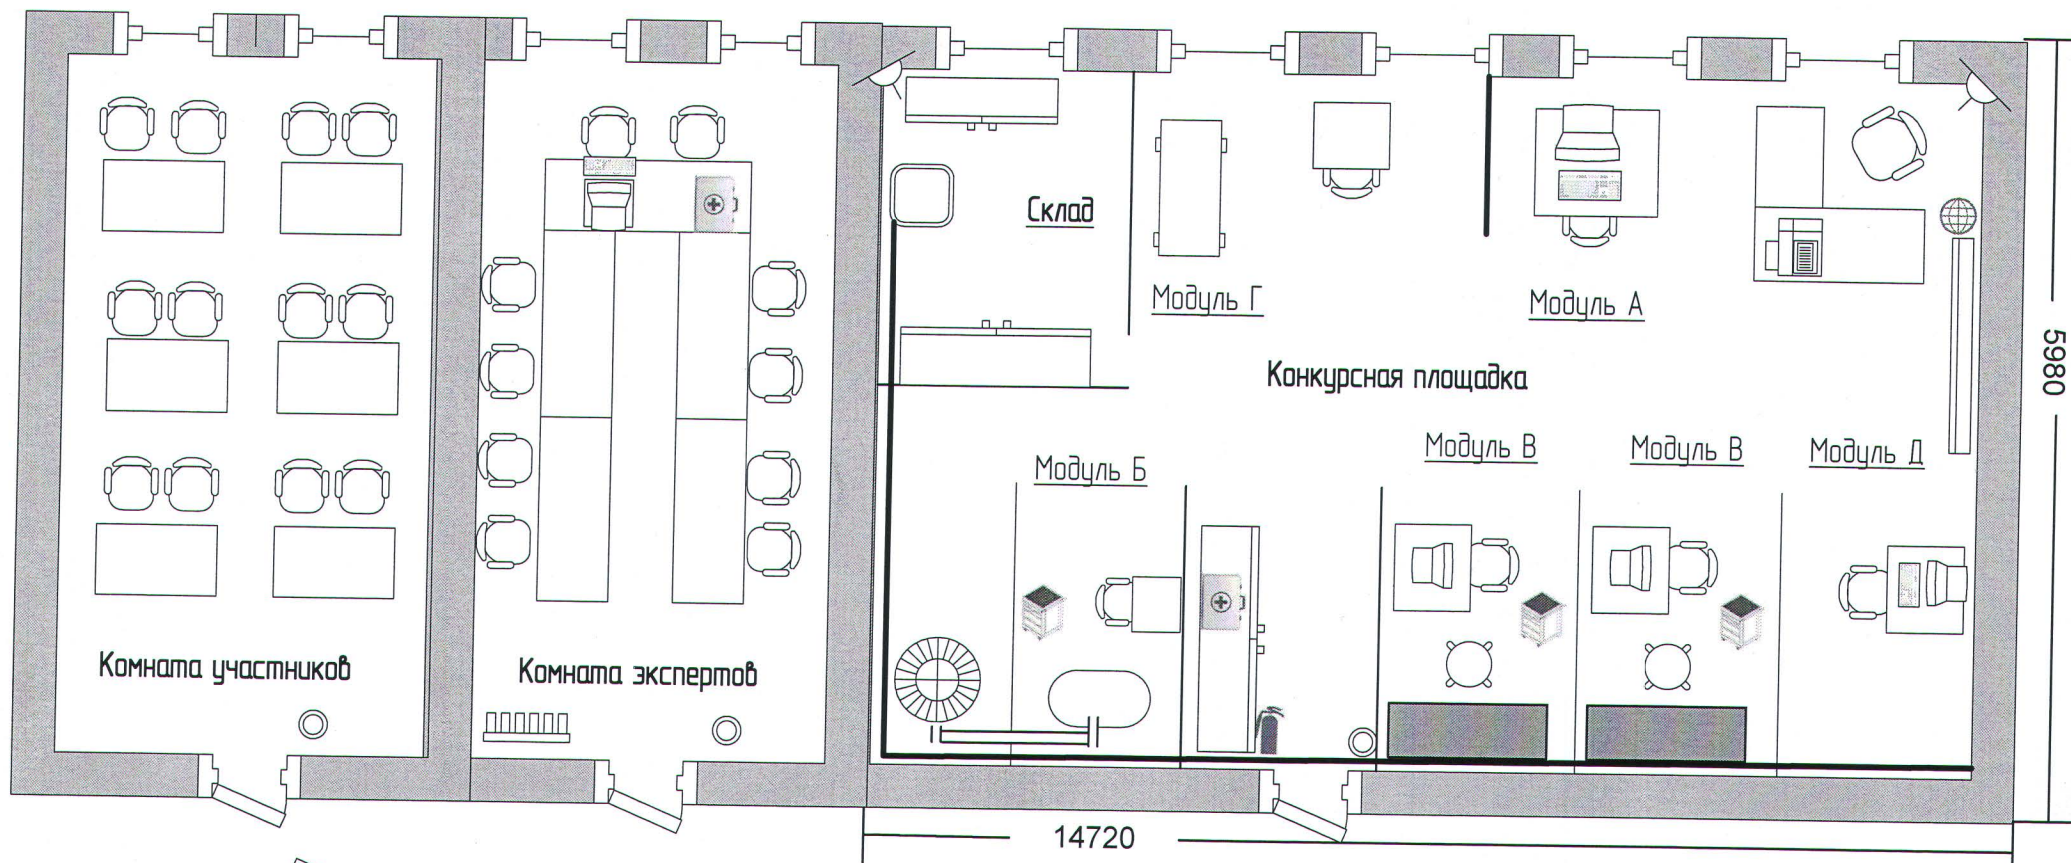 Склад
Модуль Г
Модуль А
5980
Конкурсная площадка
Модуль В
Модуль В
Модуль Д
Модуль Б
Комната участников
Комната экспертов
14720